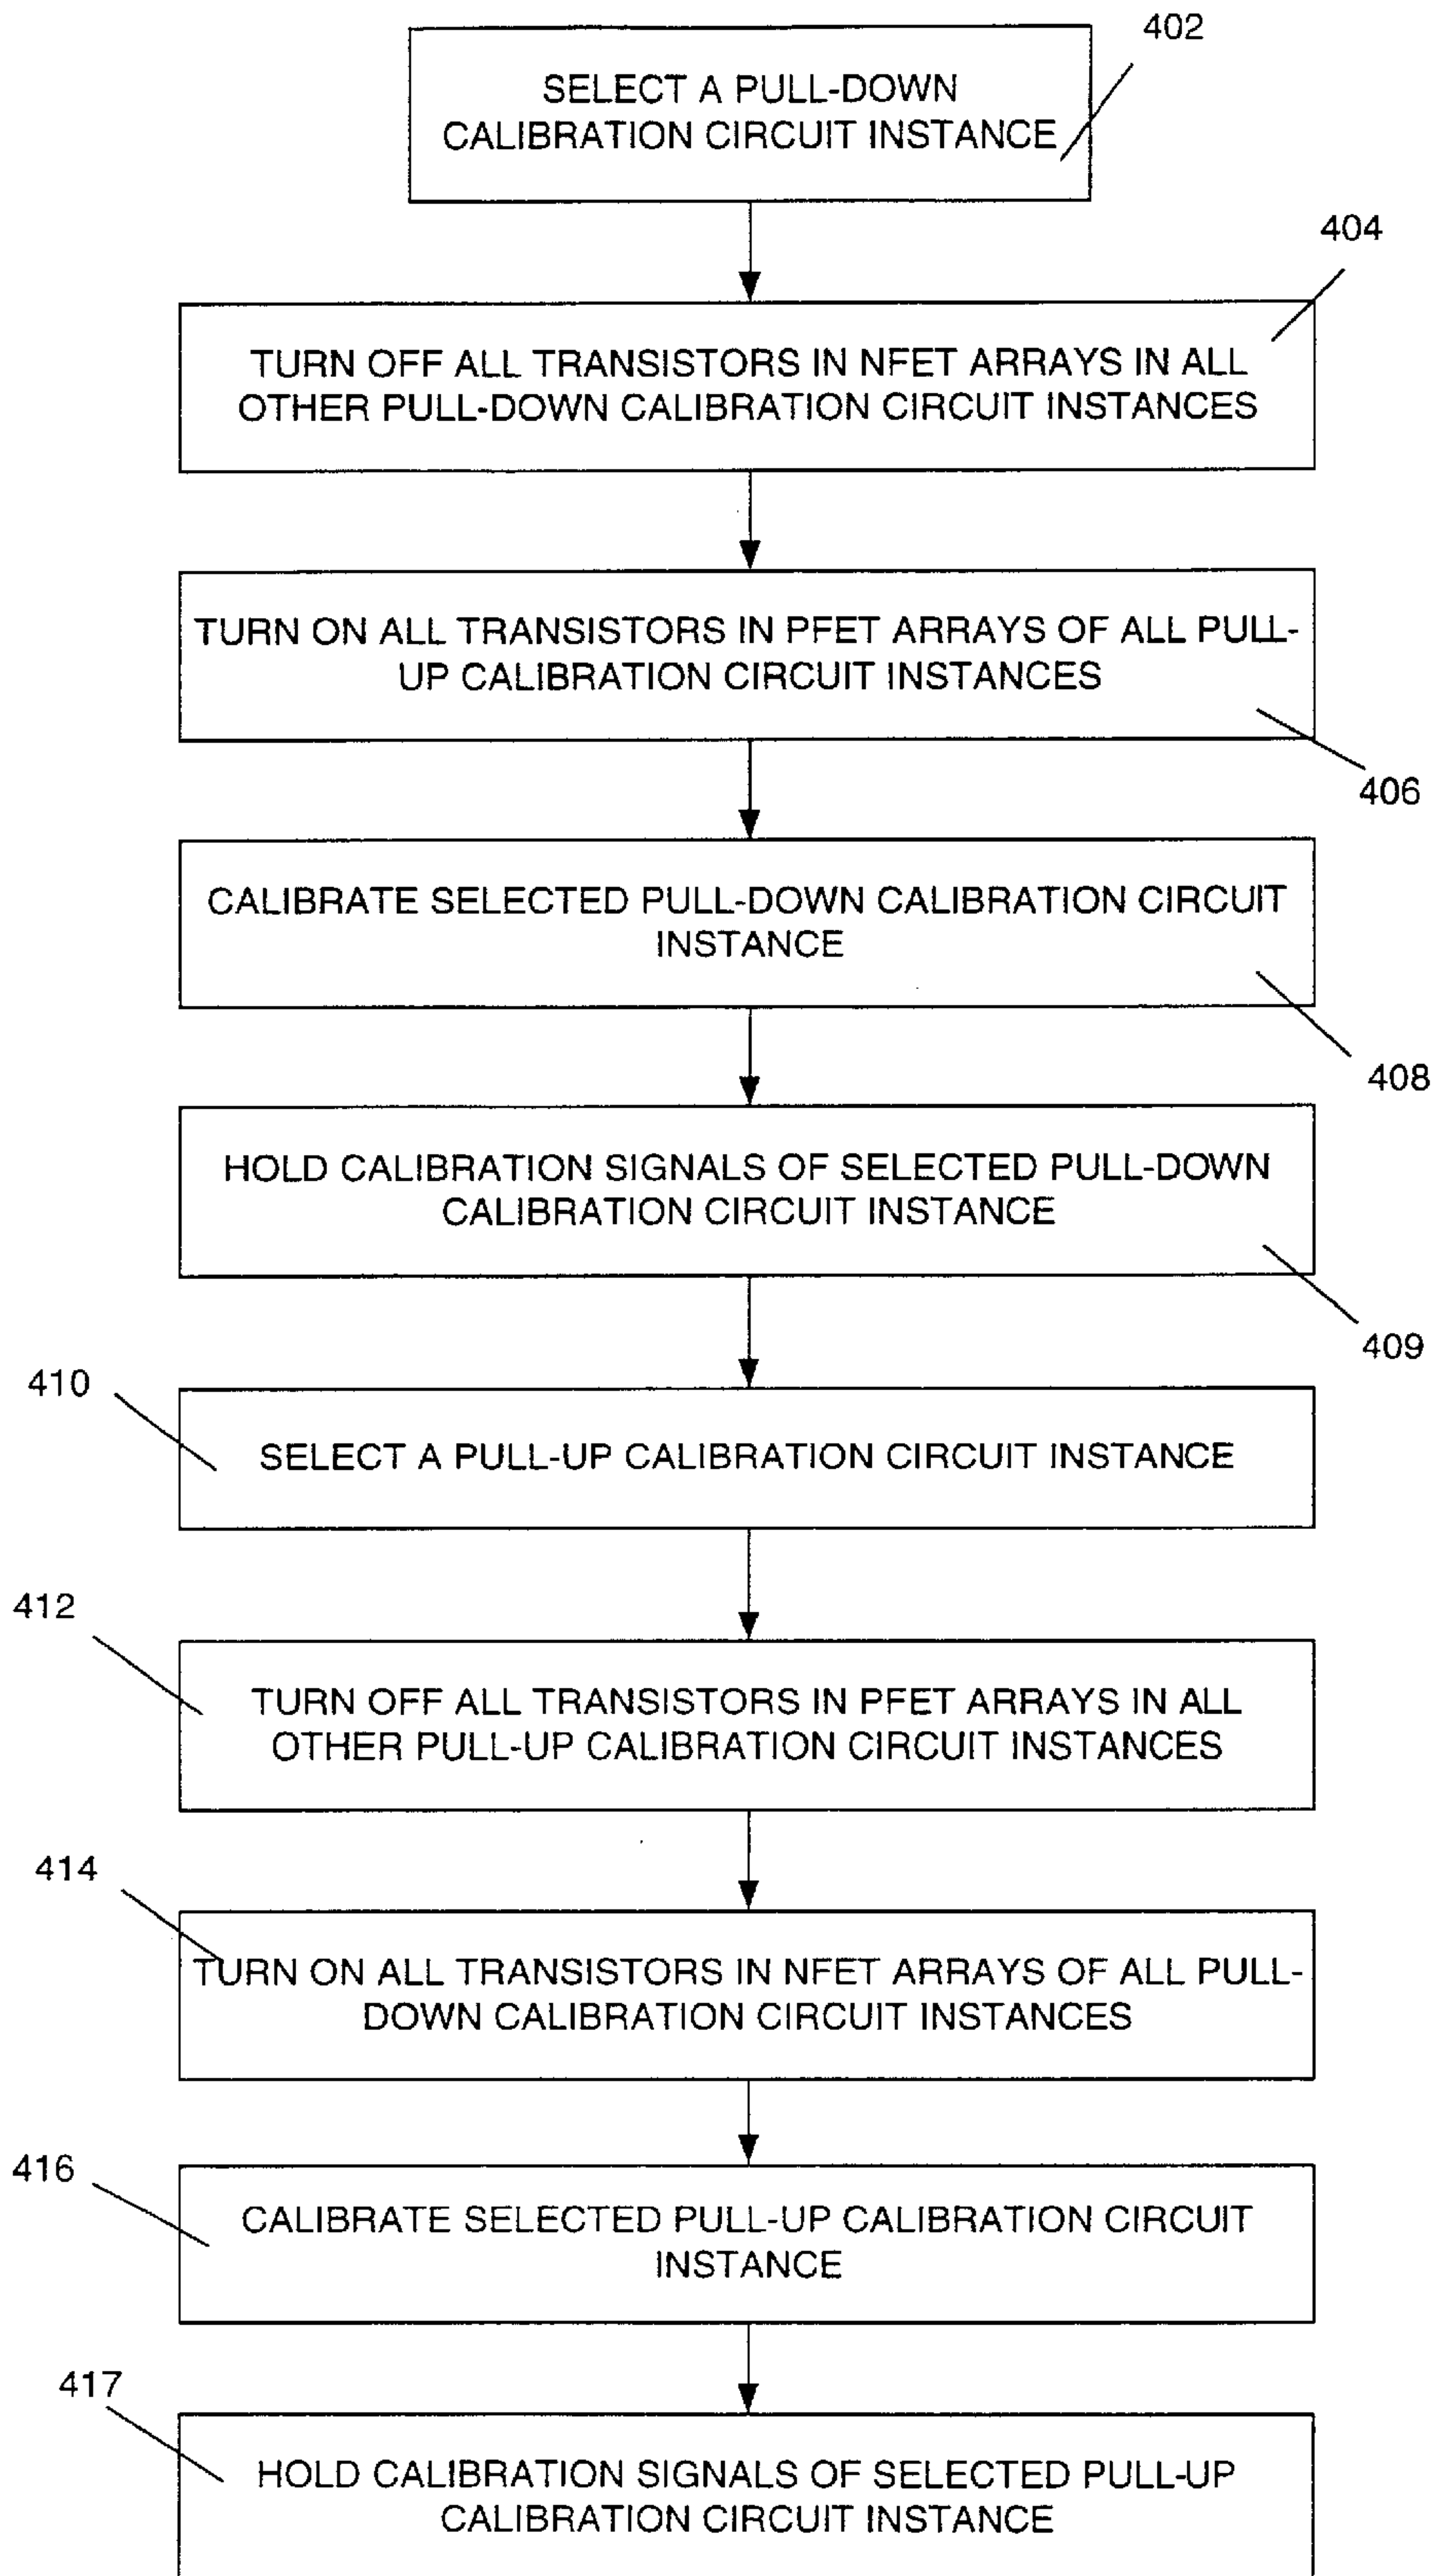 402
SELECT A PULL-DOWN
CALIBRATION CIRCUIT INSTANCE
404
TURN OFF ALL TRANSISTORS IN NFET ARRAYS IN ALL
OTHER PULL-DOWN CALIBRATION CIRCUIT INSTANCES
TURN ON ALL TRANSISTORS IN PFET ARRAYS OF ALL PULL-
UP CALIBRATION CIRCUIT INSTANCES
406
CALIBRATE SELECTED PULL-DOWN CALIBRATION CIRCUIT
INSTANCE
408
HOLD CALIBRATION SIGNALS OF SELECTED PULL-DOWN
CALIBRATION CIRCUIT INSTANCE
409
410
SELECT A PULL-UP CALIBRATION CIRCUIT INSTANCE
412
TURN OFF ALL TRANSISTORS IN PFET ARRAYS IN ALL
OTHER PULL-UP CALIBRATION CIRCUIT INSTANCES
414
TURN ON ALL TRANSISTORS IN NFET ARRAYS OF ALL PULL-
DOWN CALIBRATION CIRCUIT INSTANCES
416
CALIBRATE SELECTED PULL-UP CALIBRATION CIRCUIT
INSTANCE
417
HOLD CALIBRATION SIGNALS OF SELECTED PULL-UP
CALIBRATION CIRCUIT INSTANCE